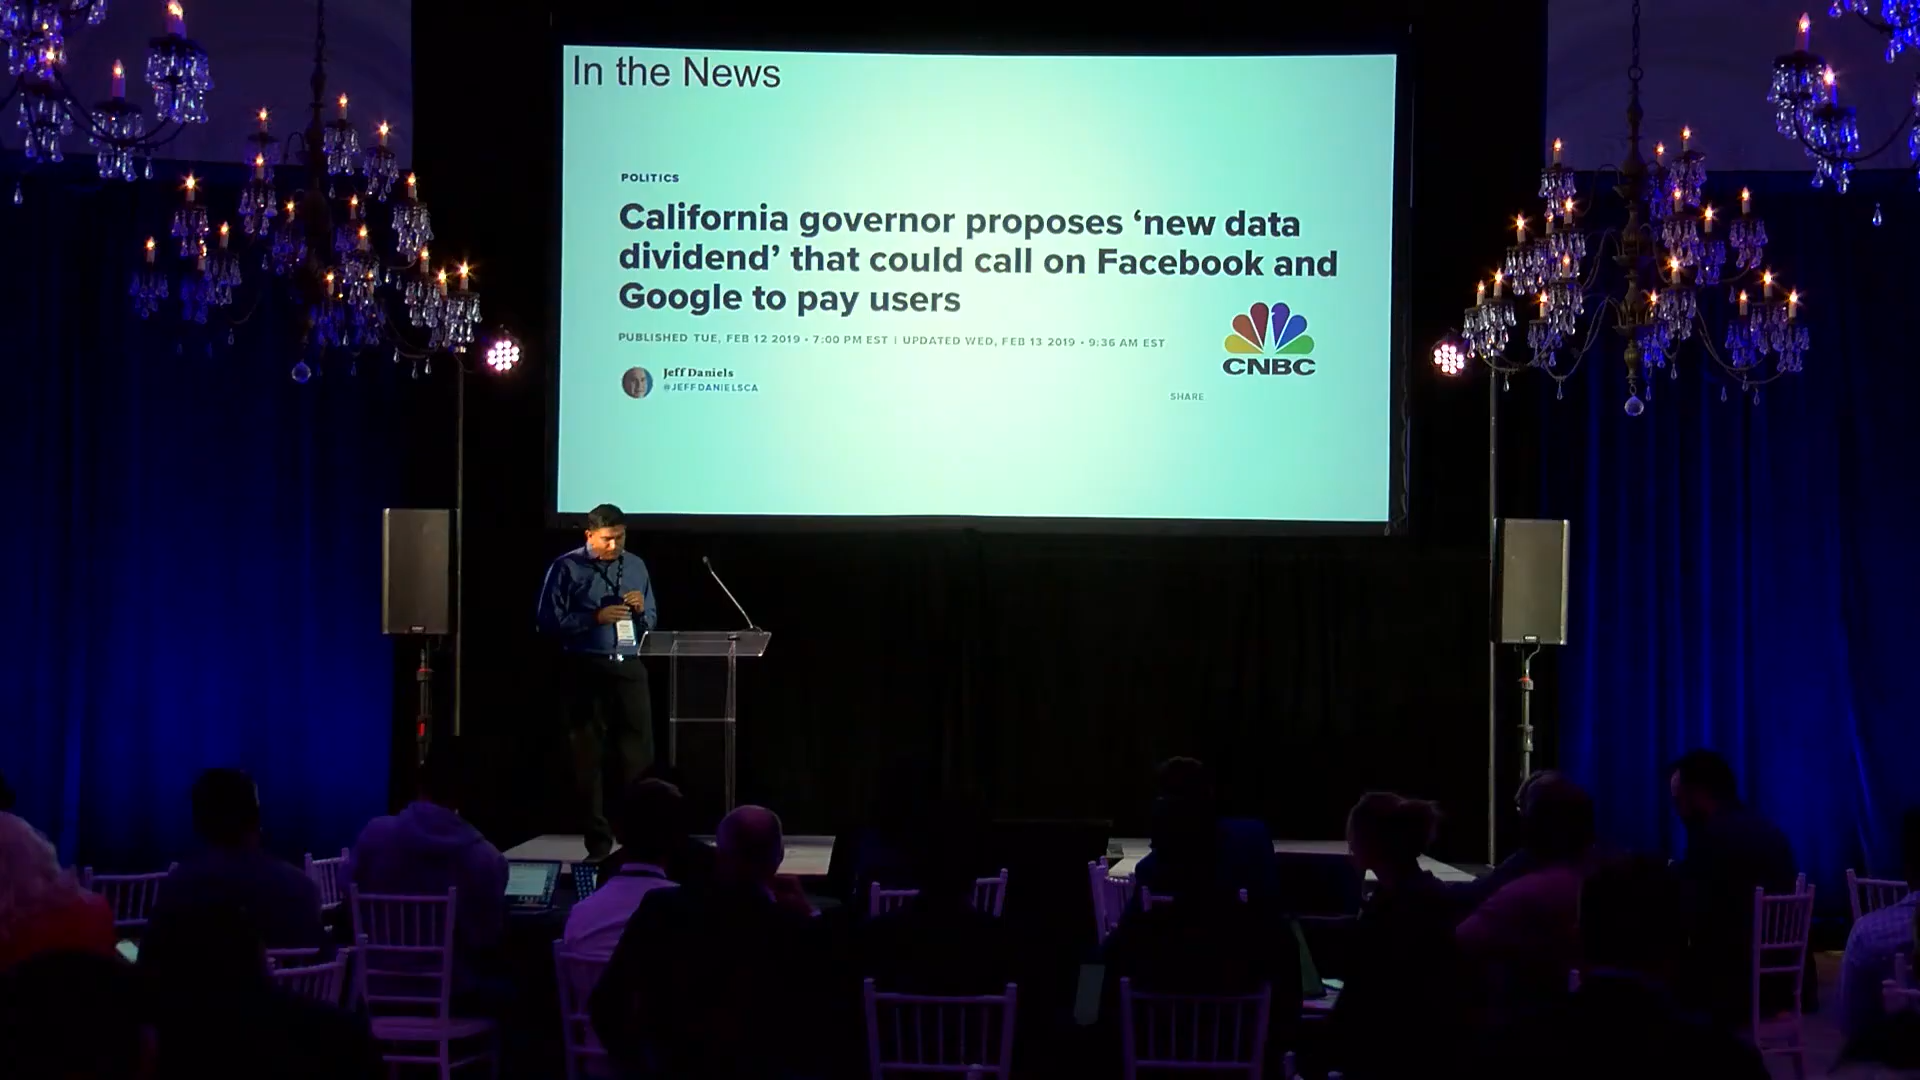 In the News
POLITICS
California governor proposes ‘new data
dividend’ that could call on Facebook and
Google to pay users
PUBLISHED TUE, FEB 12 2019 • 7:00 PM EST | UPDATED WED, FEB 13 2019 • 9:36 AM EST
CNBC
Jeff Daniels
@JEFFDANIELSCA
SHARE